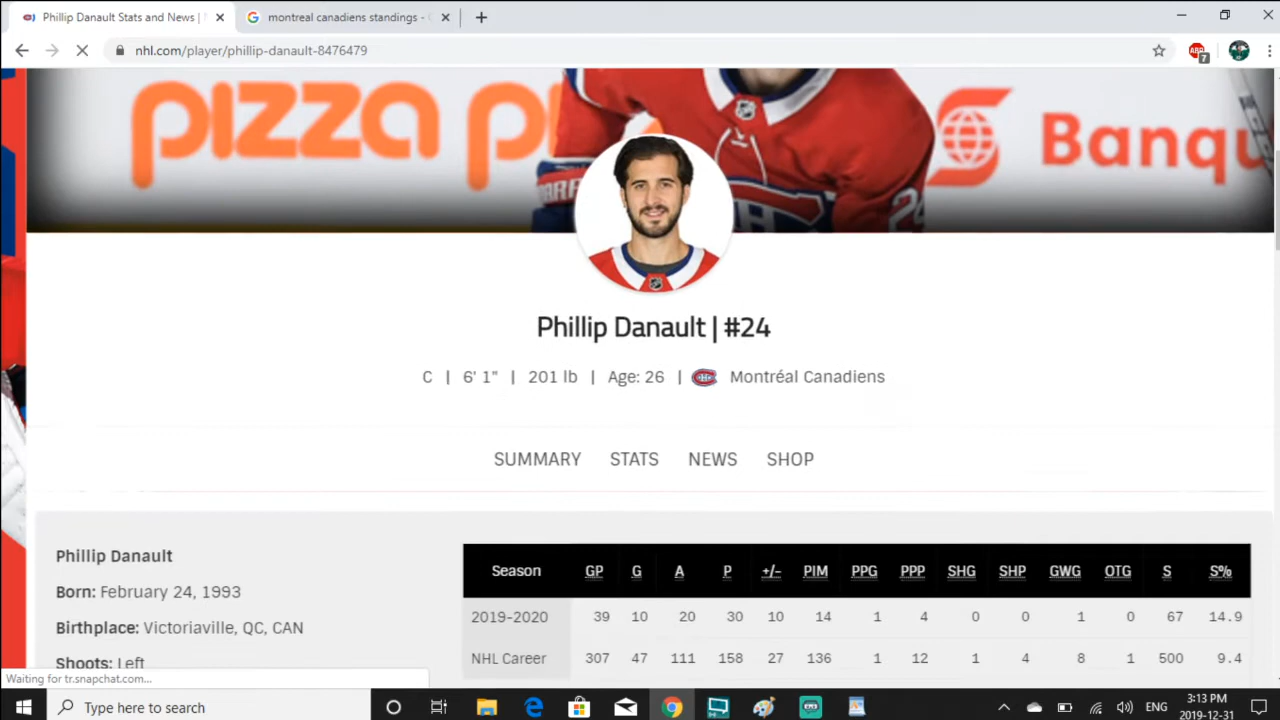 Phillip Danault Stats and News |
montreal canadiens standings -
nhl.com/player/phillip-danault-8476479
ABP
7
pizza pi
Banqu
24
Phillip Danault | #24
C | 6' 1" | 201 lb | Age: 26 | Montréal Canadiens
SUMMARY STATS NEWS SHOP
Phillip Danault
Born: February 24, 1993
Birthplace: Victoriaville, QC, CAN
Shoots: Left
Season GP G A P +/- PIM PPG PPP SHG SHP GWG OTG S S%
2019-2020 39 10 20 30 10 14 1 4 0 0 1 0 67 14.9
NHL Career 307 47 111 158 27 136 1 12 1 4 8 1 500 9.4
Waiting for tr.snapchat.com...
Type here to search
ENG
3:13 PM
2019-12-31